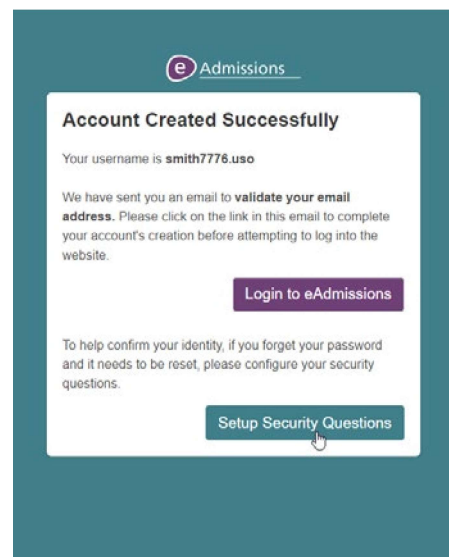 e Admissions
Account Created Successfully
Your username is smith7776.uso
We have sent you an email to validate your email
address. Please click on the link in this email to complete
your account's creation before attempting to log into the
website.
Login to eAdmissions
To help confirm your identity, if you forget your password
and it needs to be reset, please configure your security
questions.
Setup Security Questions